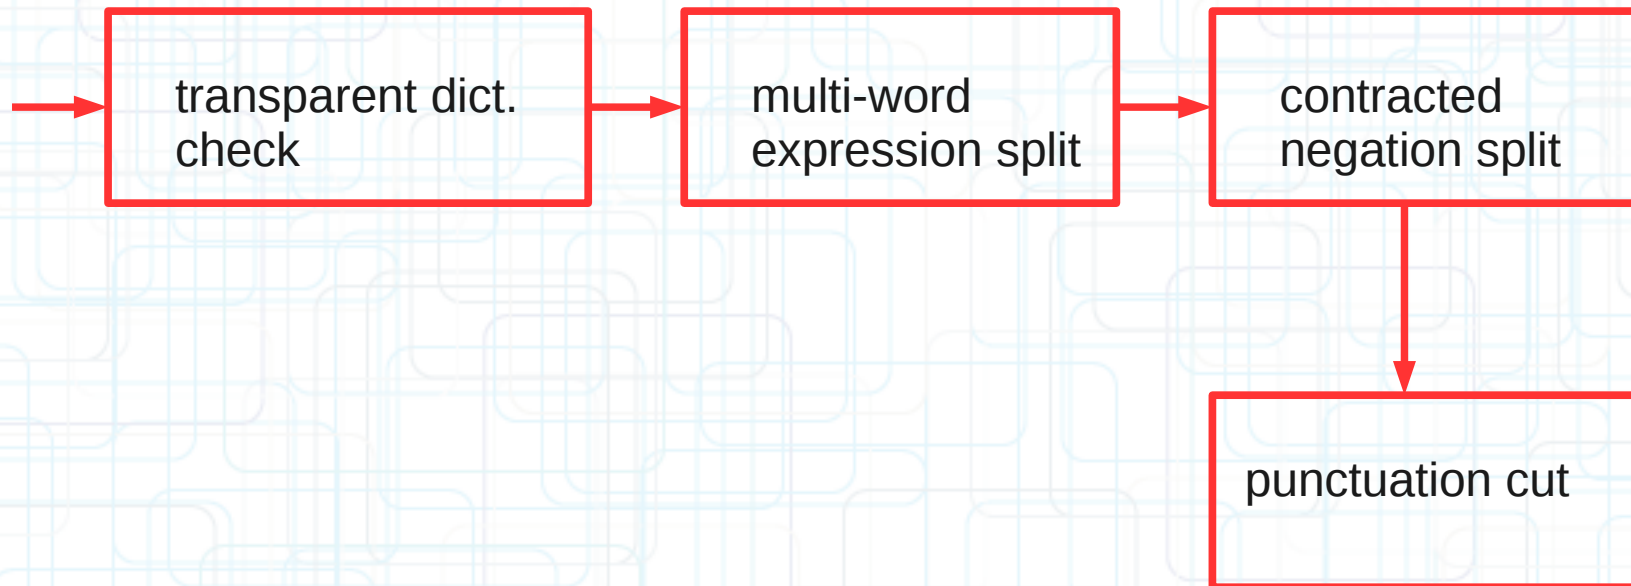 transparent dict.
check
multi-word
expression split
contracted
negation split
punctuation cut